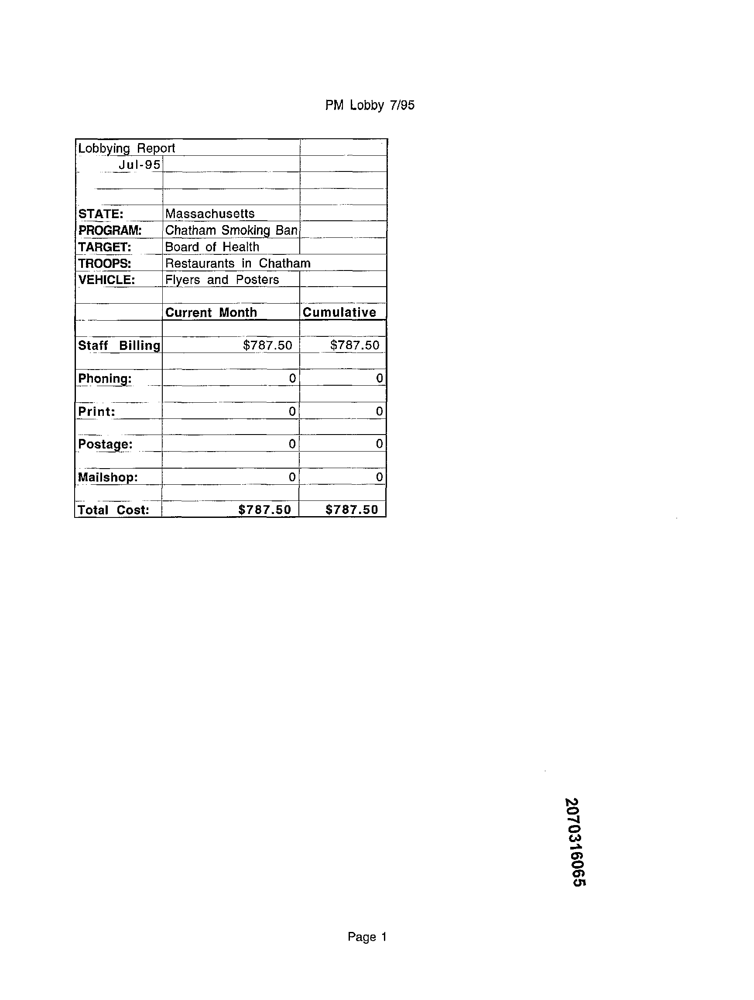 PM Lobby 7/95
Lobbying Report
Jul-95
STATE: Massachusetts
PROGRAM: Chatham Smoking Ban
TARGET: Board of Health
TROOPS: Restaurants in Chatham
VEHICLE: Flyers and Posters
Current Month Cumulative
Staff Billing $787.50 $787.50
Phoning: 0 0
Print: 0 0
Postage: 0 0
Mailshop: 0 0
Total Cost: $787.50 $787.50
2070316065
Page 1